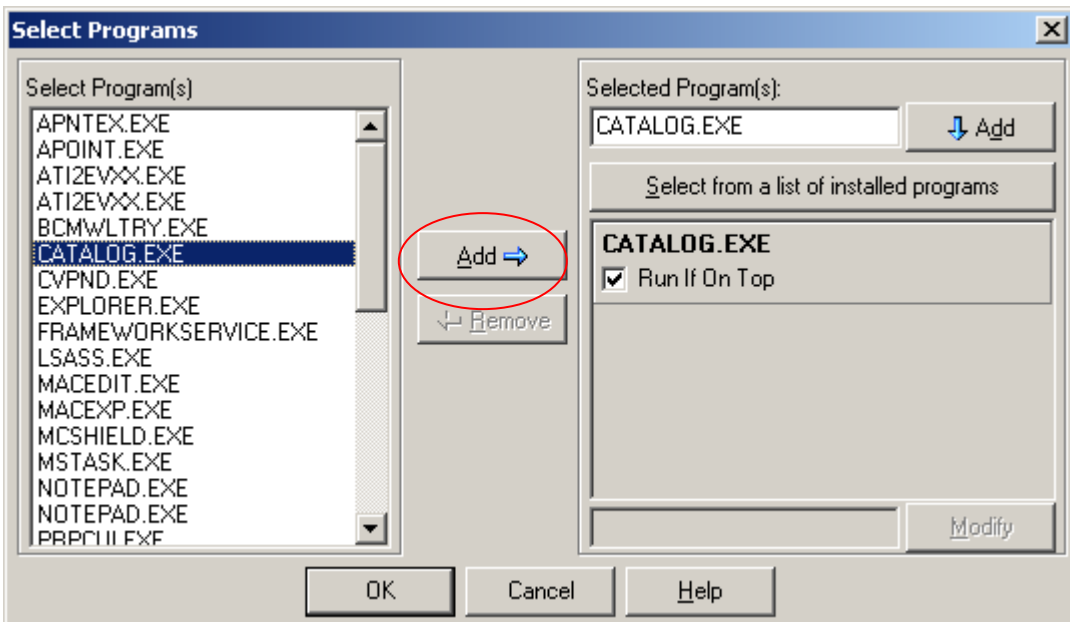 Select Programs
Select Program(s)
APNTEX.EXE
APOINT.EXE
ATI2EVXX.EXE
ATI2EVXX.EXE
BCMWLTRY.EXE
CATALOG.EXE
CVPND.EXE
EXPLORER.EXE
FRAMEWORKSERVICE.EXE
LSASS.EXE
MACEDIT.EXE
MACEXP.EXE
MCSHIELD.EXE
MSTASK.EXE
NOTEPAD.EXE
NOTEPAD.EXE
Add
Remove
Selected Program(s):
CATALOG.EXE
Add
Select from a list of installed programs
CATALOG.EXE
Run If On Top
Modify
OK
Cancel
Help